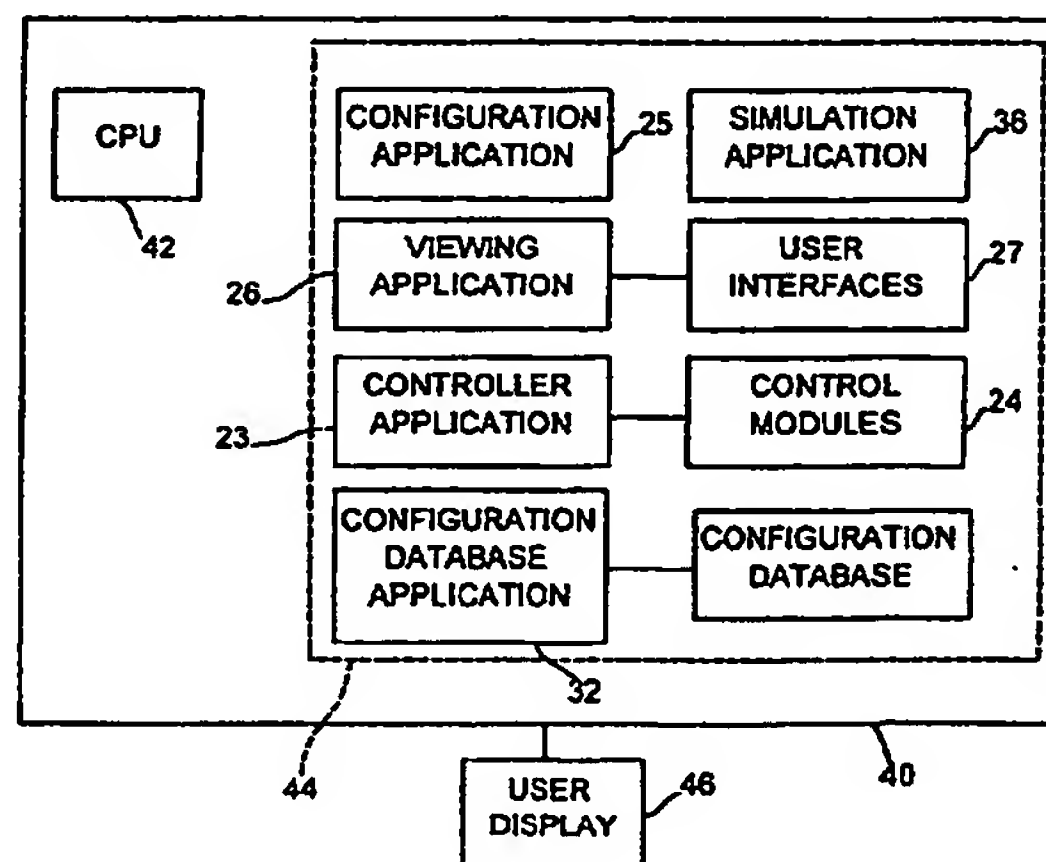 CPU
42
CONFIGURATION
APPLICATION
25
SIMULATION
APPLICATION
36
VIEWING
APPLICATION
26
USER
INTERFACES
27
CONTROLLER
APPLICATION
23
CONTROL
MODULES
24
CONFIGURATION
DATABASE
APPLICATION
32
CONFIGURATION
DATABASE
44
40
USER
DISPLAY
46